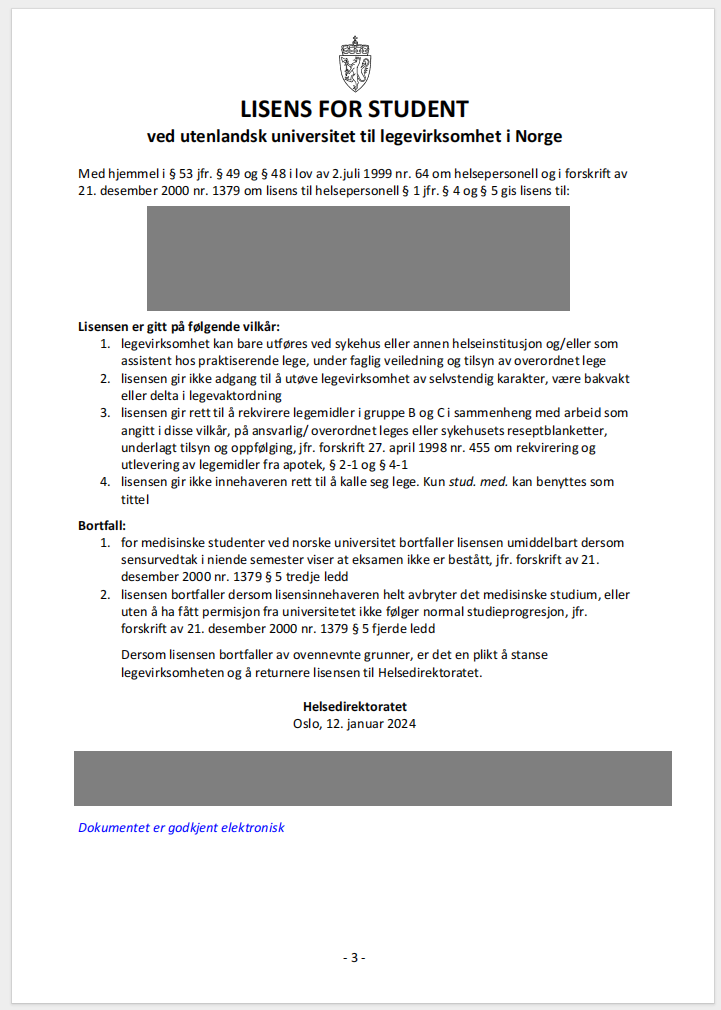 LISENS FOR STUDENT
ved utenlandsk universitet til legevirksomhet i Norge
Med hjemmel i § 53 jfr. § 49 og § 48 i lov av 2.juli 1999 nr. 64 om helsepersonell og i forskrift av
21. desember 2000 nr. 1379 om lisens til helsepersonell § 1 jfr. § 4 og § 5 gis lisens til:
Lisensen er gitt på følgende vilkår:
1. legevirksomhet kan bare utføres ved sykehus eller annen helseinstitusjon og/eller som
assistent hos praktiserende lege, under faglig veiledning og tilsyn av overordnet lege
2. lisensen gir ikke adgang til å utøve legevirksomhet av selvstendig karakter, være bakvakt
eller delta i legevaktordning
3. lisensen gir rett til å rekvirere legemidler i gruppe B og C i sammenheng med arbeid som
angitt i disse vilkår, på ansvarlig/ overordnet leges eller sykehusets reseptblanketter,
underlagt tilsyn og oppfølging, jfr. forskrift 27. april 1998 nr. 455 om rekvirering og
utlevering av legemidler fra apotek, § 2-1 og § 4-1
4. lisensen gir ikke innehaveren rett til å kalle seg lege. Kun stud. med. kan benyttes som
tittel
Bortfall:
1. for medisinske studenter ved norske universitet bortfaller lisensen umiddelbart dersom
sensurvedtak i niende semester viser at eksamen ikke er bestått, jfr. forskrift av 21.
desember 2000 nr. 1379 § 5 tredje ledd
2. lisensen bortfaller dersom lisensinnehaveren helt avbryter det medisinske studium, eller
uten å ha fått permisjon fra universitetet ikke følger normal studieprogresjon, jfr.
forskrift av 21. desember 2000 nr. 1379 § 5 fjerde ledd
Dersom lisensen bortfaller av ovennevnte grunner, er det en plikt å stanse
legevirksomheten og å returnere lisensen til Helsedirektoratet.
Helsedirektoratet
Oslo, 12. januar 2024
Dokumentet er godkjent elektronisk
- 3 -